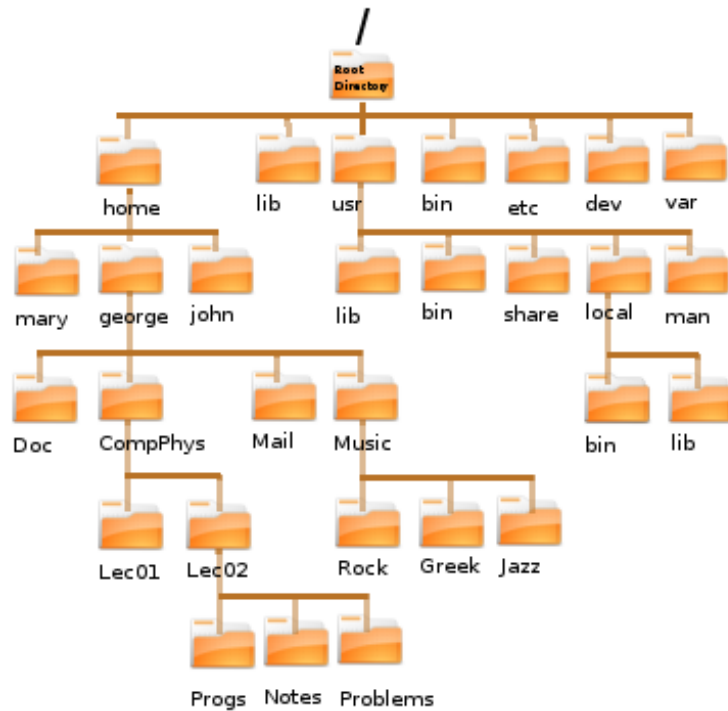 /
Root
Directory
home lib usr bin etc dev var
mary george john lib bin share local man
Doc CompPhys Mail Music bin lib
Lec01 Lec02 Rock Greek Jazz
Progs Notes Problems